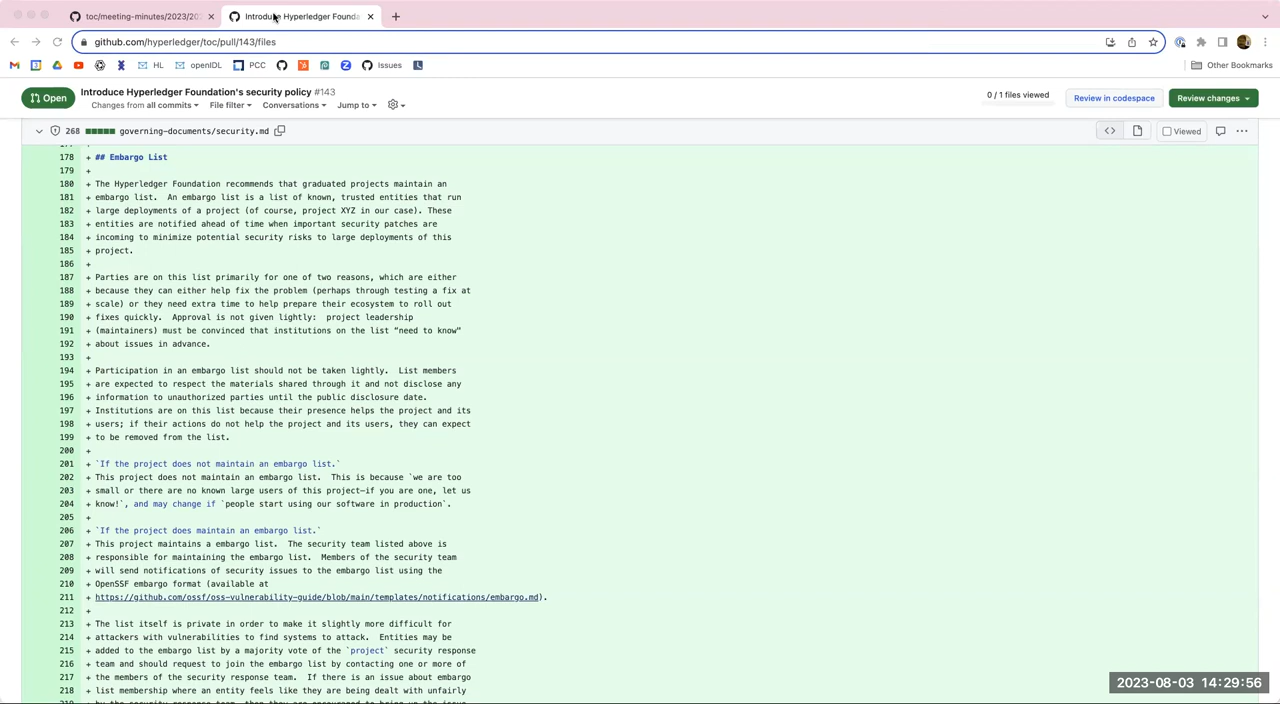 toc/meeting-minutes/2023/202
Introduce Hyperledger Founda
github.com/hyperledger/toc/pull/143/files
HL
openIDL
PCC
Issues
Other Bookmarks
Open
Introduce Hyperledger Foundation's security policy #143
Changes from all commits
File filter
Conversations
Jump to
0 / 1 files viewed
Review in codespace
Review changes
268 governing-documents/security.md
Viewed
178 + ## Embargo List
179 +
180 + The Hyperledger Foundation recommends that graduated projects maintain an
181 + embargo list.  An embargo list is a list of known, trusted entities that run
182 + large deployments of a project (of course, project XYZ in our case). These
183 + entities are notified ahead of time when important security patches are
184 + incoming to minimize potential security risks to large deployments of this
185 + project.
186 +
187 + Parties are on this list primarily for one of two reasons, which are either
188 + because they can either help fix the problem (perhaps through testing a fix at
189 + scale) or they need extra time to help prepare their ecosystem to roll out
190 + fixes quickly.  Approval is not given lightly:  project leadership
191 + (maintainers) must be convinced that institutions on the list “need to know”
192 + about issues in advance.
193 +
194 + Participation in an embargo list should not be taken lightly.  List members
195 + are expected to respect the materials shared through it and not disclose any
196 + information to unauthorized parties until the public disclosure date.
197 + Institutions are on this list because their presence helps the project and its
198 + users; if their actions do not help the project and its users, they can expect
199 + to be removed from the list.
200 +
201 + `If the project does not maintain an embargo list.`
202 + This project does not maintain an embargo list.  This is because `we are too
203 + small or there are no known large users of this project—if you are one, let us
204 + know!`, and may change if `people start using our software in production`.
205 +
206 + `If the project does maintain an embargo list.`
207 + This project maintains a embargo list.  The security team listed above is
208 + responsible for maintaining the embargo list.  Members of the security team
209 + will send notifications of security issues to the embargo list using the
210 + OpenSSF embargo format (available at
211 + https://github.com/ossf/oss-vulnerability-guide/blob/main/templates/notifications/embargo.md).
212 +
213 + The list itself is private in order to make it slightly more difficult for
214 + attackers with vulnerabilities to find systems to attack.  Entities may be
215 + added to the embargo list by a majority vote of the `project` security response
216 + team and should request to join the embargo list by contacting one or more of
217 + the members of the security response team.  If there is an issue about embargo
218 + list membership where an entity feels like they are being dealt with unfairly
2023-08-03 14:29:56